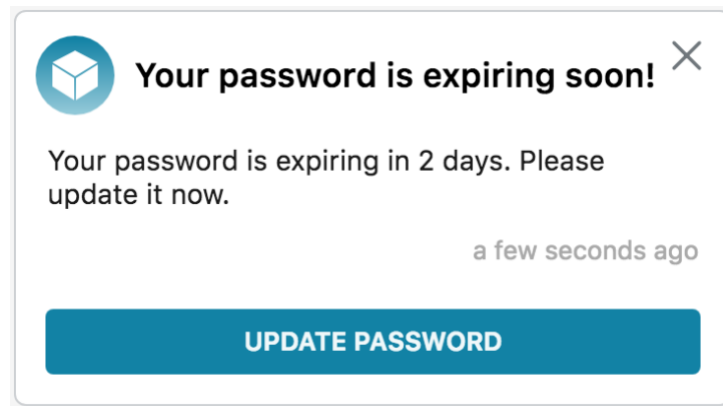 Your password is expiring soon!
Your password is expiring in 2 days. Please
update it now.
a few seconds ago
UPDATE PASSWORD